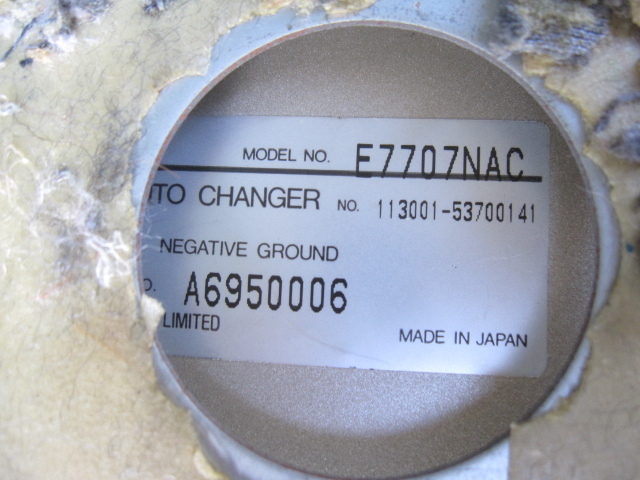 MODEL NO. E7707NAC
TO CHANGER NO. 113001-53700141
NEGATIVE GROUND
A6950006
LIMITED
MADE IN JAPAN